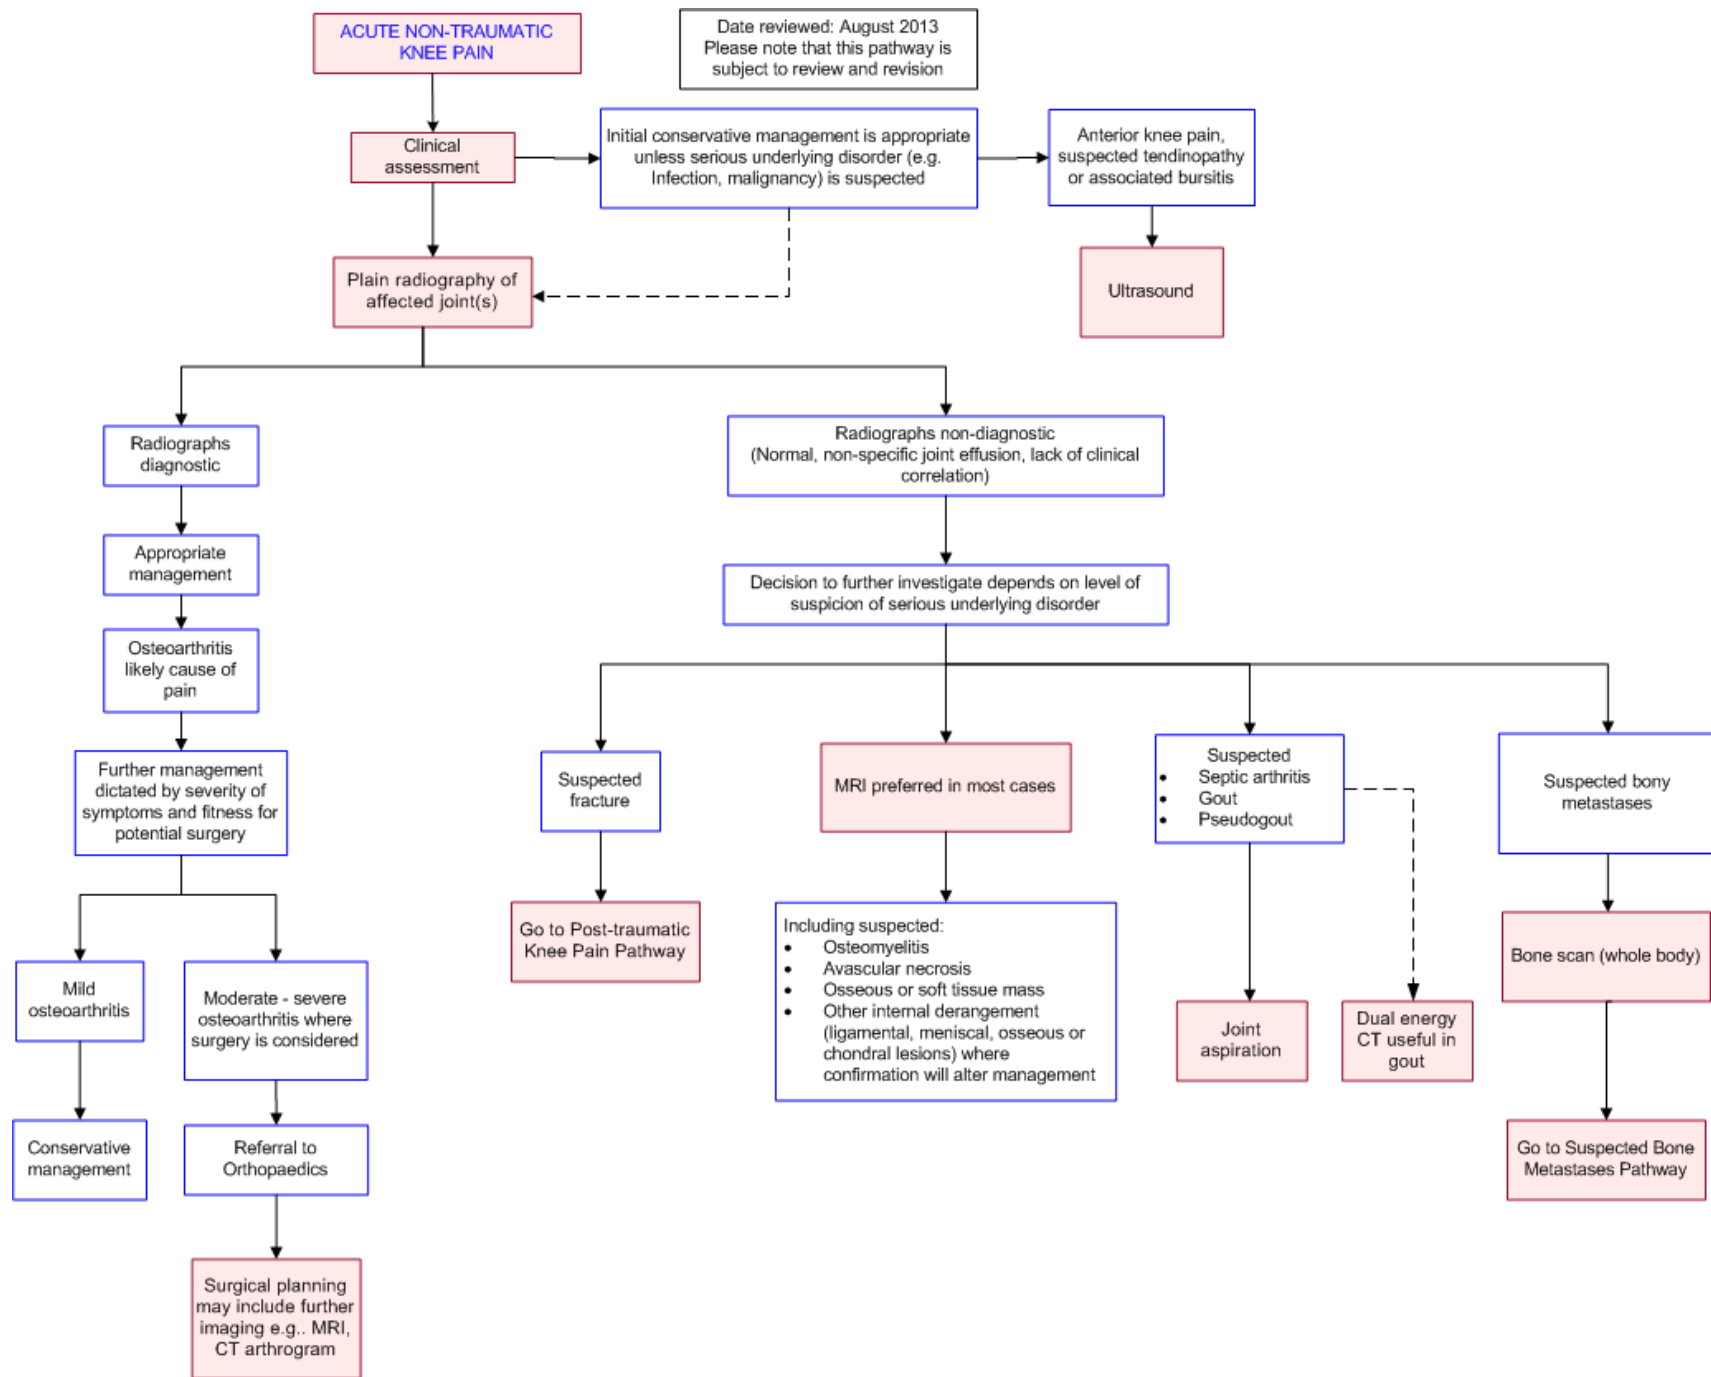 ACUTE NON-TRAUMATIC
KNEE PAIN
Date reviewed: August 2013
Please note that this pathway is
subject to review and revision
Clinical
assessment
Initial conservative management is appropriate
unless serious underlying disorder (e.g.
Infection, malignancy) is suspected
Anterior knee pain,
suspected tendinopathy
or associated bursitis
Plain radiography of
affected joint(s)
Ultrasound
Radiographs
diagnostic
Radiographs non-diagnostic
(Normal, non-specific joint effusion, lack of clinical
correlation)
Appropriate
management
Decision to further investigate depends on level of
suspicion of serious underlying disorder
Osteoarthritis
likely cause of
pain
Further management
dictated by severity of
symptoms and fitness for
potential surgery
Suspected
fracture
MRI preferred in most cases
Suspected
• Septic arthritis
• Gout
• Pseudogout
Suspected bony
metastases
Go to Post-traumatic
Knee Pain Pathway
Including suspected:
• Osteomyelitis
• Avascular necrosis
• Osseous or soft tissue mass
• Other internal derangement
(ligamental, meniscal, osseous or
chondral lesions) where
confirmation will alter management
Bone scan (whole body)
Mild
osteoarthritis
Moderate - severe
osteoarthritis where
surgery is considered
Joint
aspiration
Dual energy
CT useful in
gout
Conservative
management
Referral to
Orthopaedics
Go to Suspected Bone
Metastases Pathway
Surgical planning
may include further
imaging e.g.. MRI,
CT arthrogram